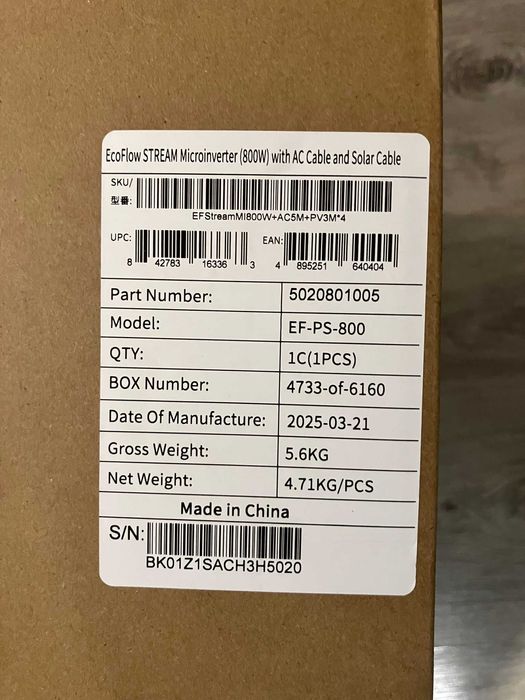 EcoFlow STREAM Microinverter (800W) with AC Cable and Solar Cable
SKU/
型番:
EFStreamMI800W+AC5M+PV3M*4
UPC: 8 42783 16336 3 EAN: 4 895251 640404
Part Number: 5020801005
Model: EF-PS-800
QTY: 1C(1PCS)
BOX Number: 4733-of-6160
Date Of Manufacture: 2025-03-21
Gross Weight: 5.6KG
Net Weight: 4.71KG/PCS
Made in China
S/N:
BK01Z1SACH3H5020